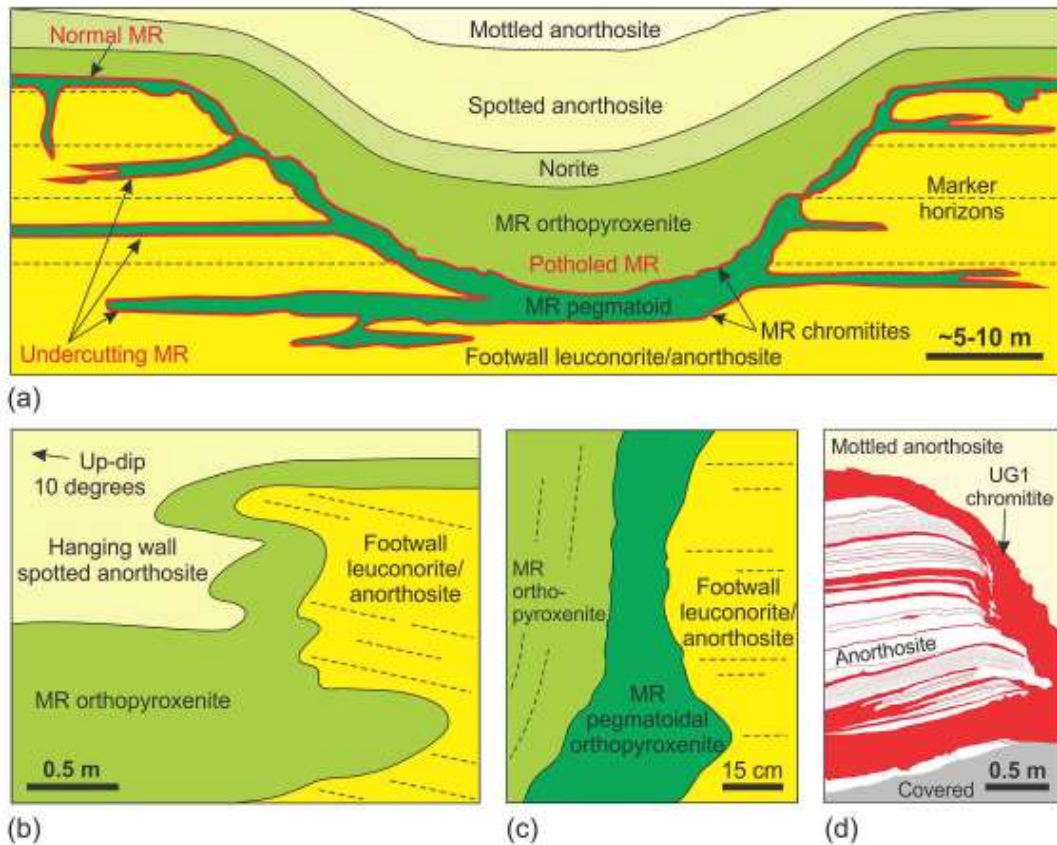 Mottled anorthosite
Normal MR
Spotted anorthosite
Norite
MR orthopyroxenite
Marker
horizons
Potholed MR
MR pegmatoid
MR chromitites
Undercutting MR
Footwall leuconorite/anorthosite
~5-10 m
(a)
Up-dip
10 degrees
Hanging wall
spotted anorthosite
Footwall
leuconorite/
anorthosite
MR orthopyroxenite
0.5 m
(b)
MR
ortho-
pyroxenite
Footwall
leuconorite/
anorthosite
MR
pegmatoidal
orthopyroxenite
15 cm
(c)
Mottled anorthosite
UG1
chromitite
Anorthosite
Covered
0.5 m
(d)